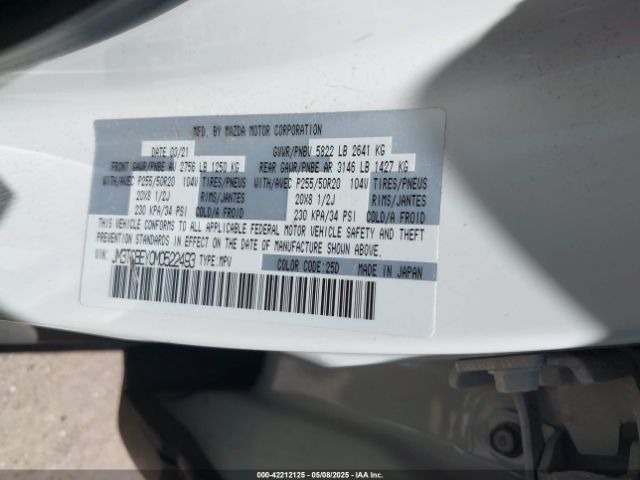 MFD. BY MAZDA MOTOR CORPORATION
DATE 03/21 GVWR/PNBV 5822 LB 2641 KG
FRONT GAWR/PNBE AV 2756 LB 1250 KG REAR GAWR/PNBE AR 3146 LB 1427 KG
WITH/AVEC P255/50R20 104V TIRES/PNEUS WITH/AVEC P255/50R20 104V TIRES/PNEUS
20X8 1/2J RIMS/JANTES 20X8 1/2J RIMS/JANTES
230 KPA/34 PSI COLD/A FROID 230 KPA/34 PSI COLD/A FROID
THIS VEHICLE CONFORMS TO ALL APPLICABLE FEDERAL MOTOR VEHICLE SAFETY AND THEFT
PREVENTION STANDARDS IN EFFECT ON THE DATE OF MANUFACTURE SHOWN ABOVE.
VIN: JM3TCBEY0M0522493 TYPE: MPV COLOR CODE: 25D MADE IN JAPAN
000-42212125 05/08/2025 - COPYRIGHT IAA, LLC.